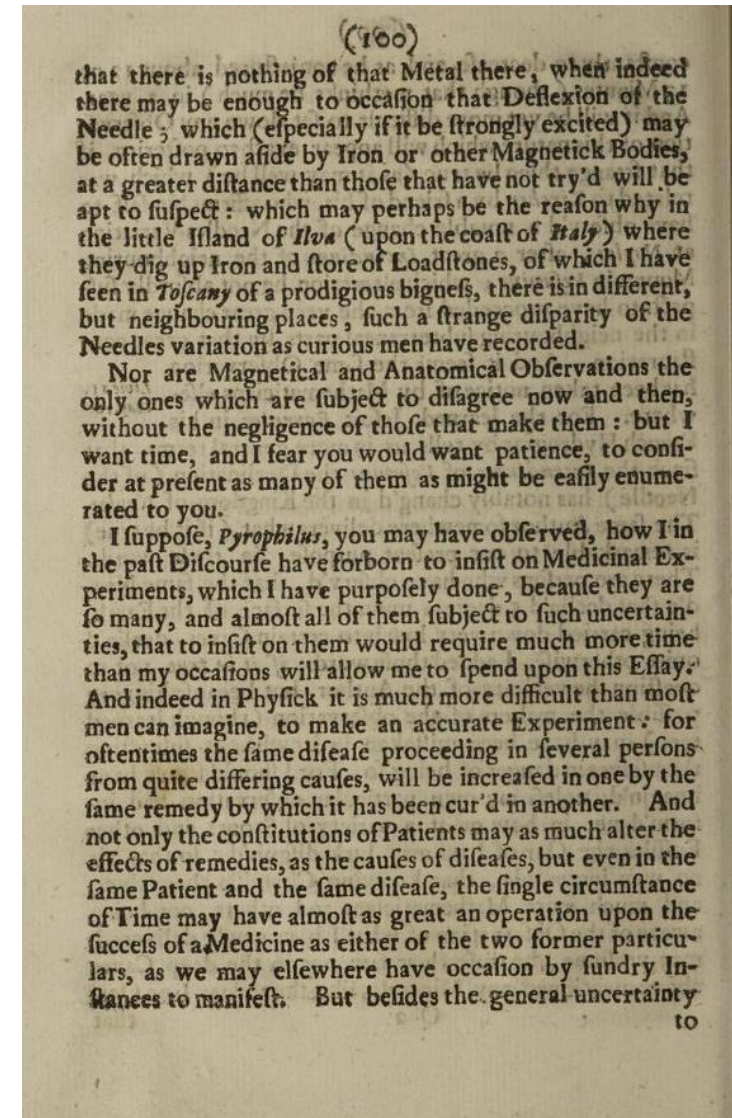 (100)
that there is nothing of that Metal there, when indeed
there may be enough to occaſion that Deflexion of the
Needle; which (eſpecially if it be ſtrongly excited) may
be often drawn aſide by Iron or other Magnetick Bodies,
at a greater diſtance than thoſe that have not try'd will be
apt to ſuſpect: which may perhaps be the reaſon why in
the little Iſland of Ilva (upon the coaſt of Italy) where
they dig up Iron and ſtore of Loadſtones, of which I have
ſeen in Toſcany of a prodigious bigneſs, there is in different,
but neighbouring places, ſuch a ſtrange diſparity of the
Needles variation as curious men have recorded.
Nor are Magnetical and Anatomical Obſervations the
only ones which are ſubject to diſagree now and then,
without the negligence of thoſe that make them: but I
want time, and I fear you would want patience, to conſi-
der at preſent as many of them as might be eaſily enume-
rated to you.
I ſuppoſe, Pyrophilus, you may have obſerved, how I in
the paſt Diſcourſe have forborn to inſiſt on Medicinal Ex-
periments, which I have purpoſely done, becauſe they are
ſo many, and almoſt all of them ſubject to ſuch uncertain-
ties, that to inſiſt on them would require much more time
than my occaſions will allow me to ſpend upon this Eſſay.
And indeed in Phyſick it is much more difficult than moſt
men can imagine, to make an accurate Experiment: for
oftentimes the ſame diſeaſe proceeding in ſeveral perſons
from quite differing cauſes, will be increaſed in one by the
ſame remedy by which it has been cur'd in another. And
not only the conſtitutions of Patients may as much alter the
effects of remedies, as the cauſes of diſeaſes, but even in the
ſame Patient and the ſame diſeaſe, the ſingle circumſtance
of Time may have almoſt as great an operation upon the
ſucceſs of a Medicine as either of the two former particu-
lars, as we may elſewhere have occaſion by ſundry In-
ſtances to manifeſt. But beſides the general uncertainty
to